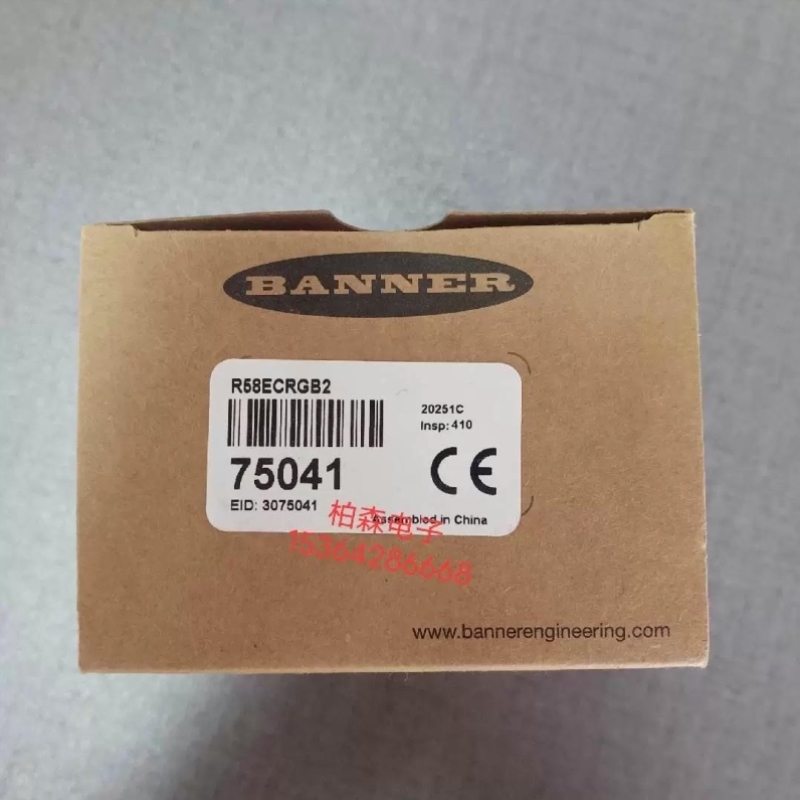 BANNER
R58ECRGB2
20251C
Insp: 410
75041
CE
EID: 3075041
Assembled in China
柏森电子
15364286668
www.bannerengineering.com